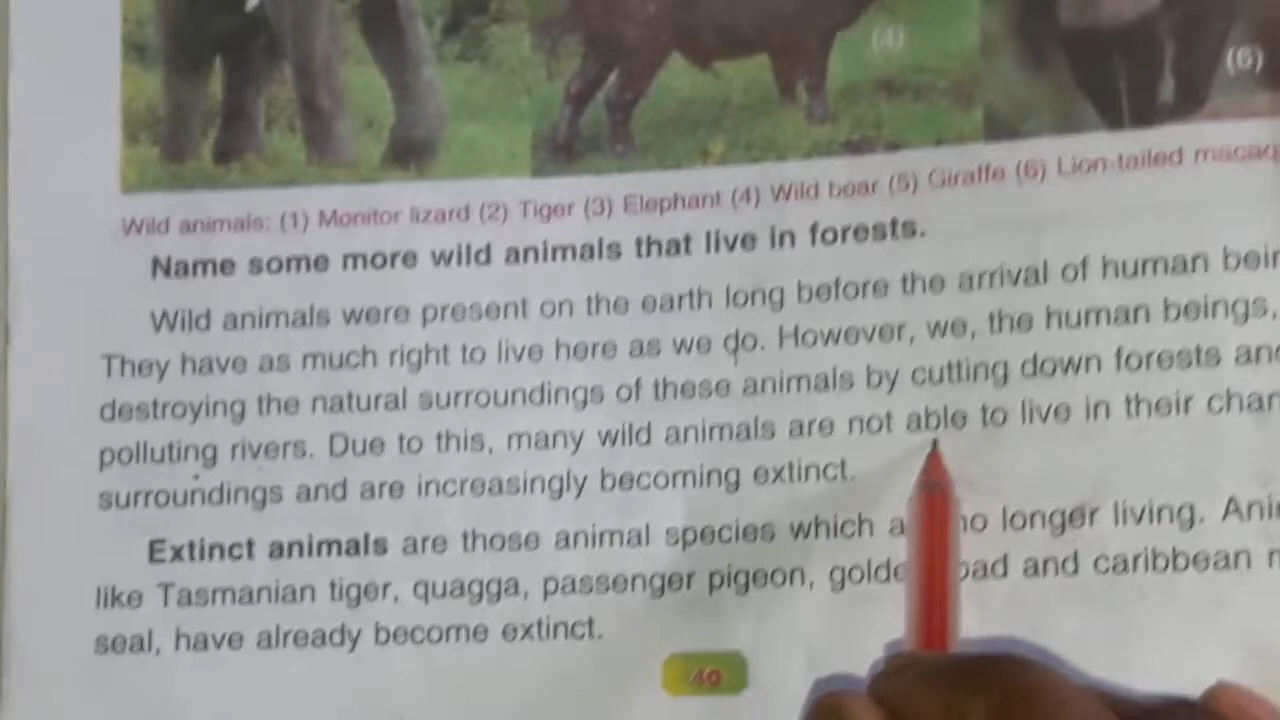 (4)
(6)
Wild animals: (1) Monitor lizard (2) Tiger (3) Elephant (4) Wild boar (5) Giraffe (6) Lion-tailed macaq
Name some more wild animals that live in forests.
Wild animals were present on the earth long before the arrival of human bein
They have as much right to live here as we do. However, we, the human beings,
destroying the natural surroundings of these animals by cutting down forests and
polluting rivers. Due to this, many wild animals are not able to live in their chan
surroundings and are increasingly becoming extinct.
Extinct animals are those animal species which a no longer living. Ani
like Tasmanian tiger, quagga, passenger pigeon, golde oad and caribbean
seal, have already become extinct.
49